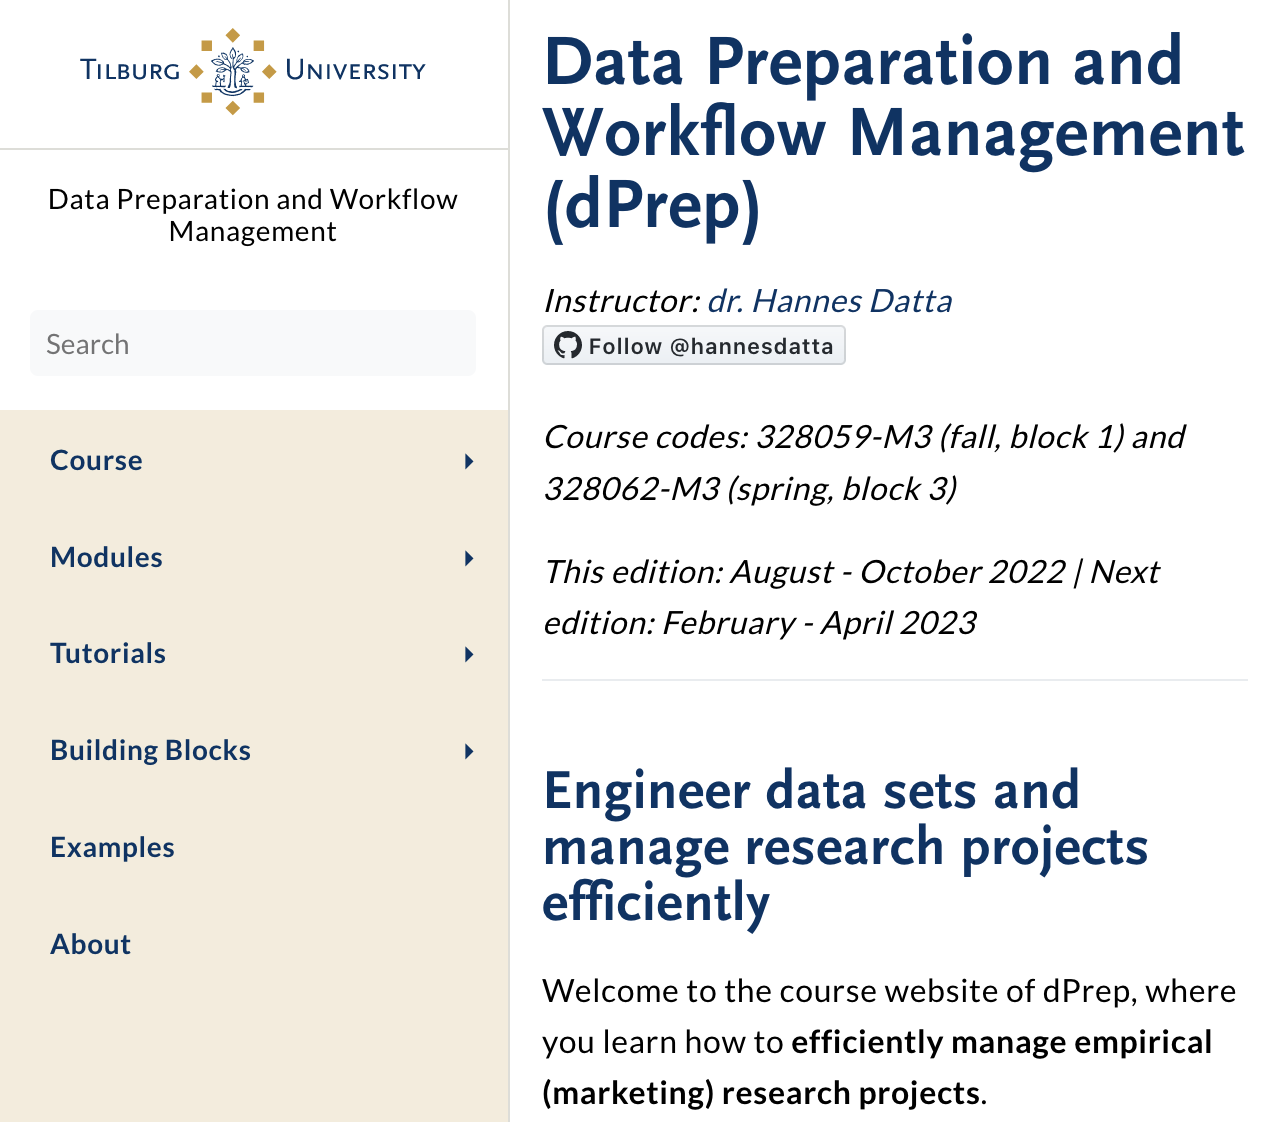 TILBURG UNIVERSITY
Data Preparation and Workflow
Management
Search
Course
Modules
Tutorials
Building Blocks
Examples
About
Data Preparation and
Workflow Management
(dPrep)
Instructor: dr. Hannes Datta
Follow @hannesdatta
Course codes: 328059-M3 (fall, block 1) and
328062-M3 (spring, block 3)
This edition: August - October 2022 | Next
edition: February - April 2023
Engineer data sets and
manage research projects
efficiently
Welcome to the course website of dPrep, where
you learn how to efficiently manage empirical
(marketing) research projects.